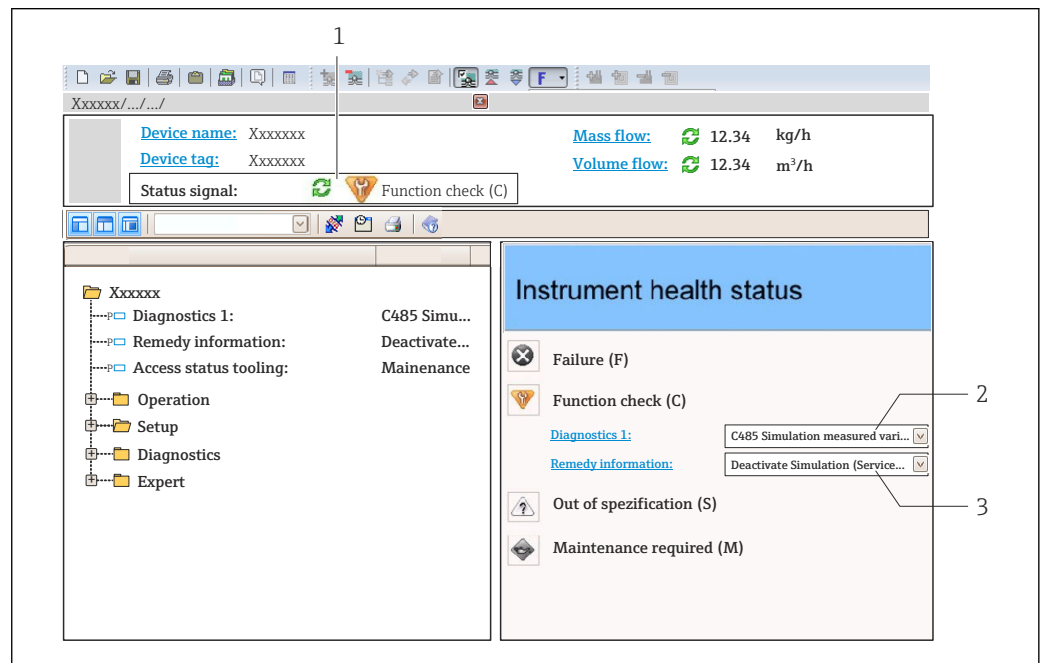 1
F
Xxxxxx/.../.../
Device name: Xxxxxxx
Mass flow: 12.34 kg/h
Device tag: Xxxxxxx
Volume flow: 12.34 m³/h
Status signal: Function check (C)
Xxxxxx
Diagnostics 1: C485 Simu...
Remedy information: Deactivate...
Access status tooling: Mainenance
Operation
Setup
Diagnostics
Expert
Instrument health status
Failure (F)
Function check (C)
2
Diagnostics 1: C485 Simulation measured vari...
Remedy information: Deactivate Simulation (Service...
3
Out of spezification (S)
Maintenance required (M)